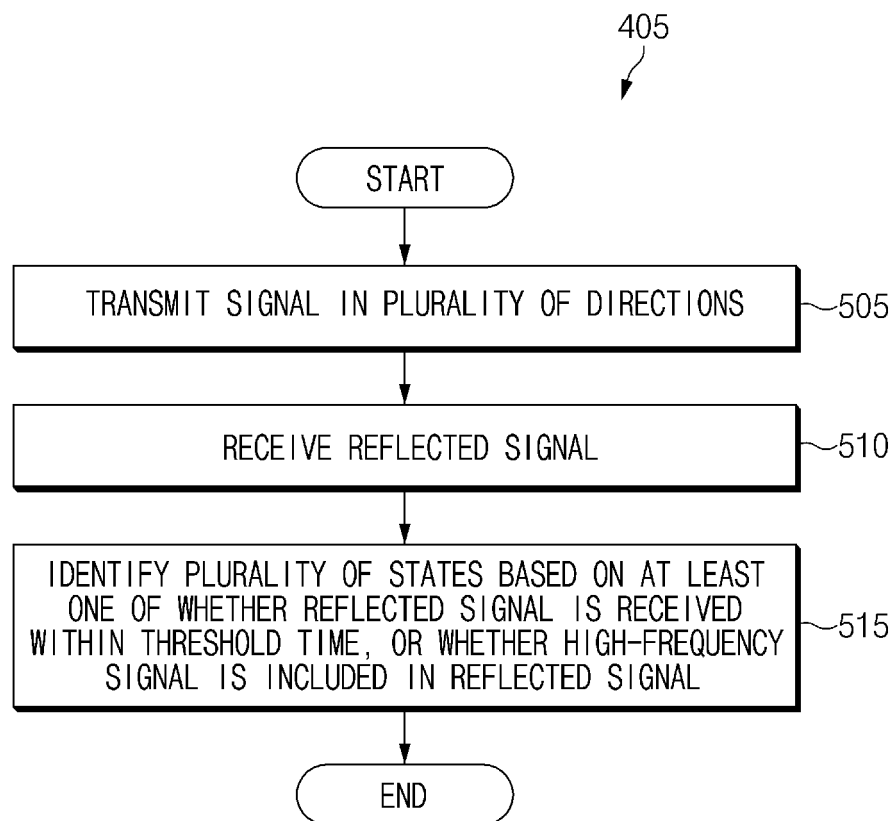 405
START
TRANSMIT SIGNAL IN PLURALITY OF DIRECTIONS
505
RECEIVE REFLECTED SIGNAL
510
IDENTIFY PLURALITY OF STATES BASED ON AT LEAST
ONE OF WHETHER REFLECTED SIGNAL IS RECEIVED
WITHIN THRESHOLD TIME, OR WHETHER HIGH-FREQUENCY
SIGNAL IS INCLUDED IN REFLECTED SIGNAL
515
END